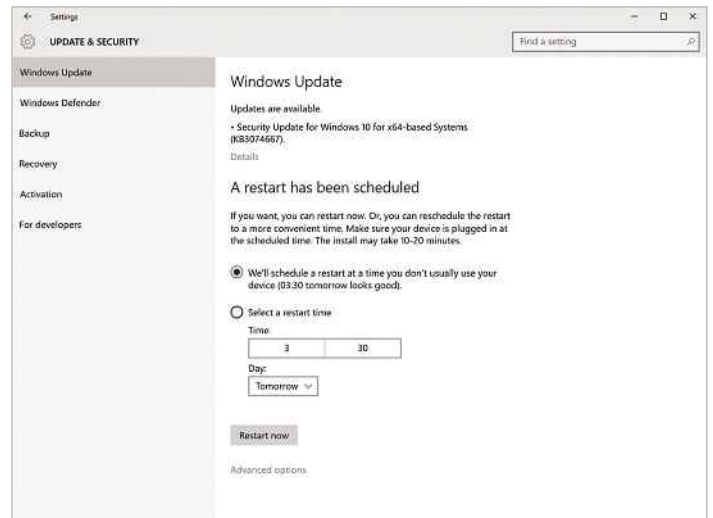 Settings
UPDATE & SECURITY
Find a setting
Windows Update
Windows Defender
Backup
Recovery
Activation
For developers
Windows Update
Updates are available.
• Security Update for Windows 10 for x64-based Systems
(KB3074667).
Details
A restart has been scheduled
If you want, you can restart now. Or, you can reschedule the restart
to a more convenient time. Make sure your device is plugged in at
the scheduled time. The install may take 10-20 minutes.
We'll schedule a restart at a time you don't usually use your
device (03:30 tomorrow looks good).
Select a restart time
Time:
3 30
Day:
Tomorrow
Restart now
Advanced options